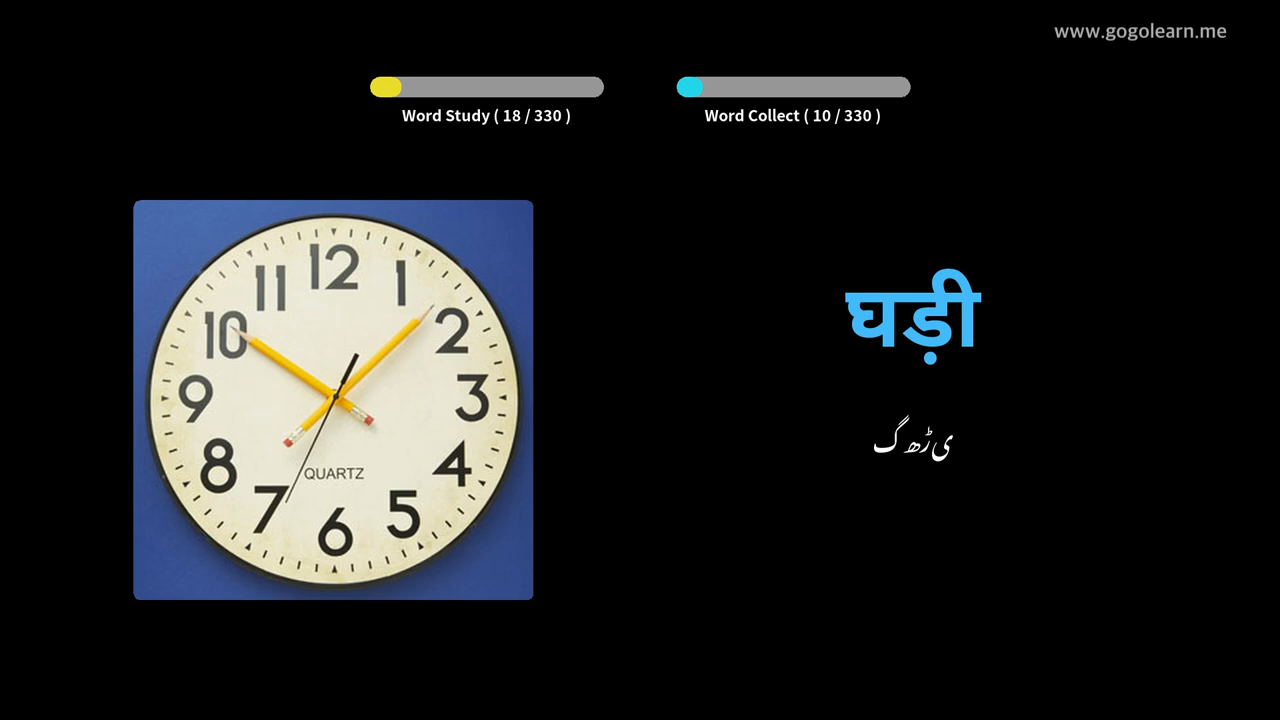 www.gogolearn.me
Word Study ( 18 / 330 )
Word Collect ( 10 / 330 )
12
1
2
3
4
5
6
7
8
9
10
11
QUARTZ
घड़ी
یڑھگ